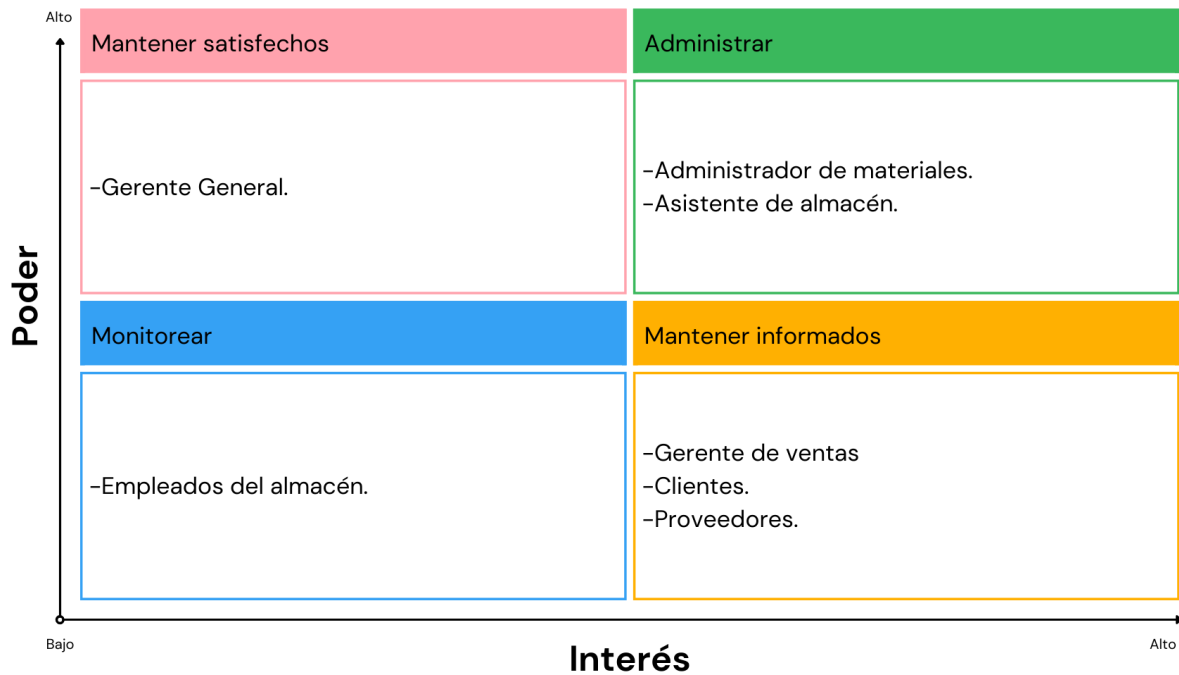 Alto
Mantener satisfechos
Administrar
-Gerente General.
-Administrador de materiales.
-Asistente de almacén.
Poder
Monitorear
Mantener informados
-Empleados del almacén.
-Gerente de ventas
-Clientes.
-Proveedores.
Bajo
Interés
Alto